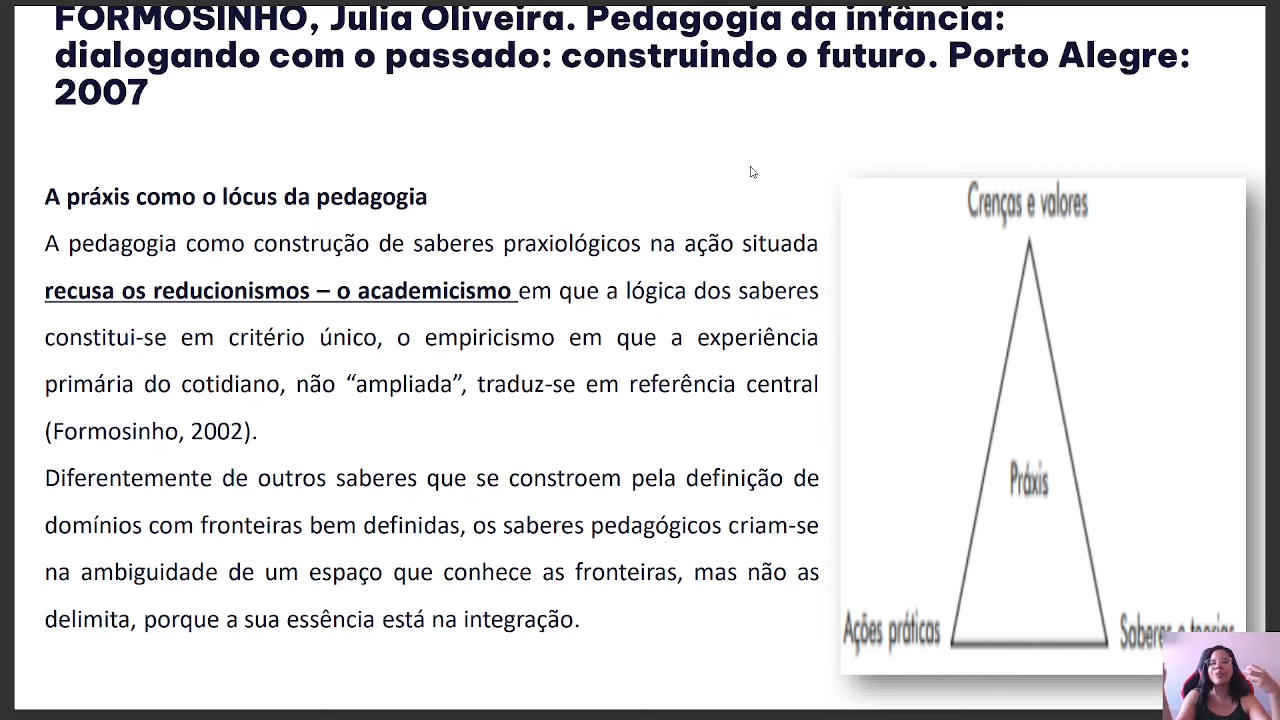 FORMOSINHO, Julia Oliveira. Pedagogia da infância:
dialogando com o passado: construindo o futuro. Porto Alegre:
2007
A práxis como o lócus da pedagogia
A pedagogia como construção de saberes praxiológicos na ação situada
recusa os reducionismos – o academicismo em que a lógica dos saberes
constitui-se em critério único, o empiricismo em que a experiência
primária do cotidiano, não “ampliada”, traduz-se em referência central
(Formosinho, 2002).
Diferentemente de outros saberes que se constroem pela definição de
domínios com fronteiras bem definidas, os saberes pedagógicos criam-se
na ambiguidade de um espaço que conhece as fronteiras, mas não as
delimita, porque a sua essência está na integração.
Crenças e valores
Práxis
Ações práticas
Saberes e